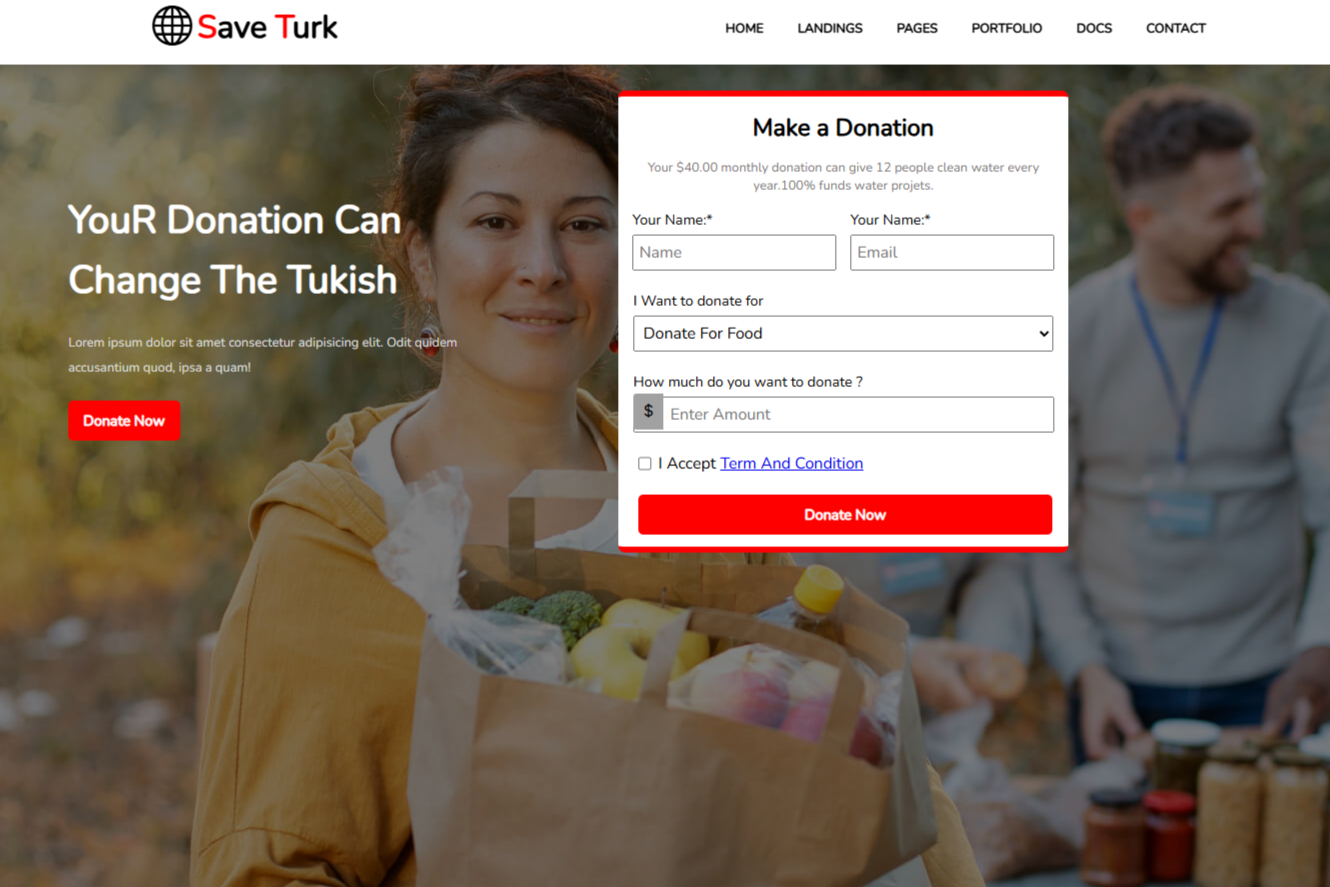 Save Turk
HOME LANDINGS PAGES PORTFOLIO DOCS CONTACT
YouR Donation Can
Change The Tukish
Lorem ipsum dolor sit amet consectetur adipisicing elit. Odit quidem
accusantium quod, ipsa a quam!
Donate Now
Make a Donation
Your $40.00 monthly donation can give 12 people clean water every
year.100% funds water projets.
Your Name:* Your Name:*
Name Email
I Want to donate for
Donate For Food
How much do you want to donate ?
$ Enter Amount
I Accept Term And Condition
Donate Now